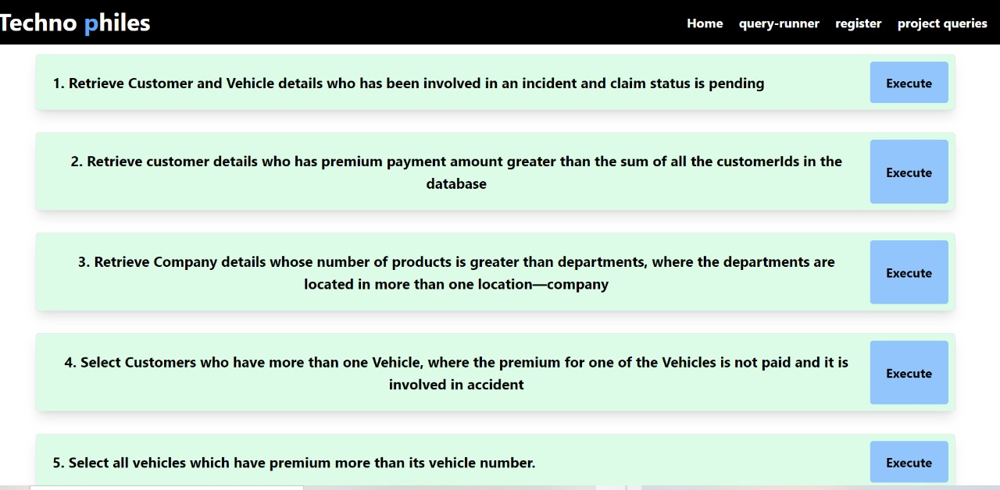 Techno philes
Home query-runner register project queries
1. Retrieve Customer and Vehicle details who has been involved in an incident and claim status is pending
Execute
2. Retrieve customer details who has premium payment amount greater than the sum of all the customerIds in the
database
Execute
3. Retrieve Company details whose number of products is greater than departments, where the departments are
located in more than one location—company
Execute
4. Select Customers who have more than one Vehicle, where the premium for one of the Vehicles is not paid and it is
involved in accident
Execute
5. Select all vehicles which have premium more than its vehicle number.
Execute